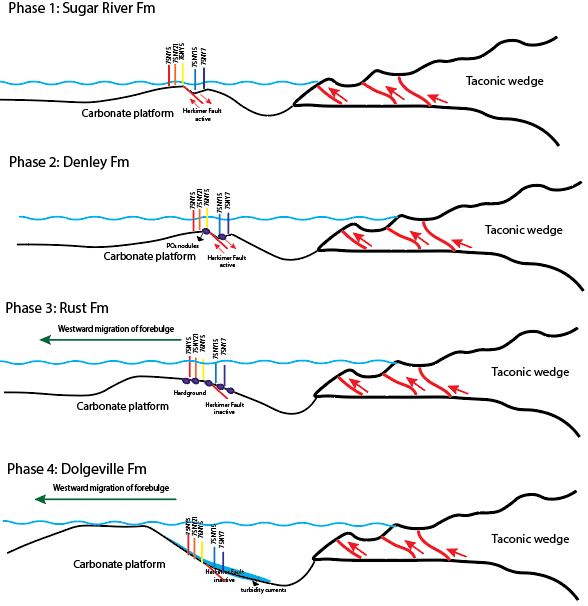 Phase 1: Sugar River Fm
75NY5
75NY21
76NY5
75NY15
75NY7
Taconic wedge
Carbonate platform
Herkimer Fault
active
Phase 2: Denley Fm
75NY5
75NY21
76NY5
75NY15
75NY7
Taconic wedge
PO₄ nodules
Carbonate platform
Herkimer Fault
active
Phase 3: Rust Fm
Westward migration of forebulge
75NY5
75NY21
76NY5
75NY15
75NY7
Taconic wedge
Hardground
Carbonate platform
Herkimer Fault
inactive
Phase 4: Dolgeville Fm
Westward migration of forebulge
75NY5
75NY21
76NY5
75NY15
75NY7
Taconic wedge
Carbonate platform
Herkimer Fault
inactive
turbidity currents